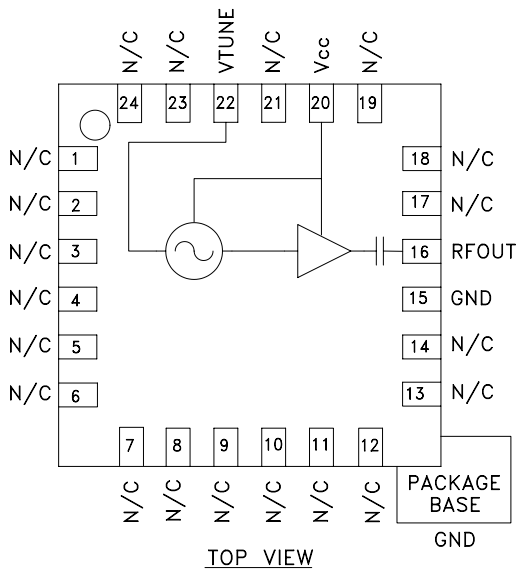 N/C N/C VTUNE N/C Vcc N/C
24 23 22 21 20 19
N/C 1 18 N/C
N/C 2 17 N/C
N/C 3 16 RFOUT
N/C 4 15 GND
N/C 5 14 N/C
N/C 6 13 N/C
7 8 9 10 11 12
N/C N/C N/C N/C N/C N/C
PACKAGE
BASE
GND
TOP VIEW